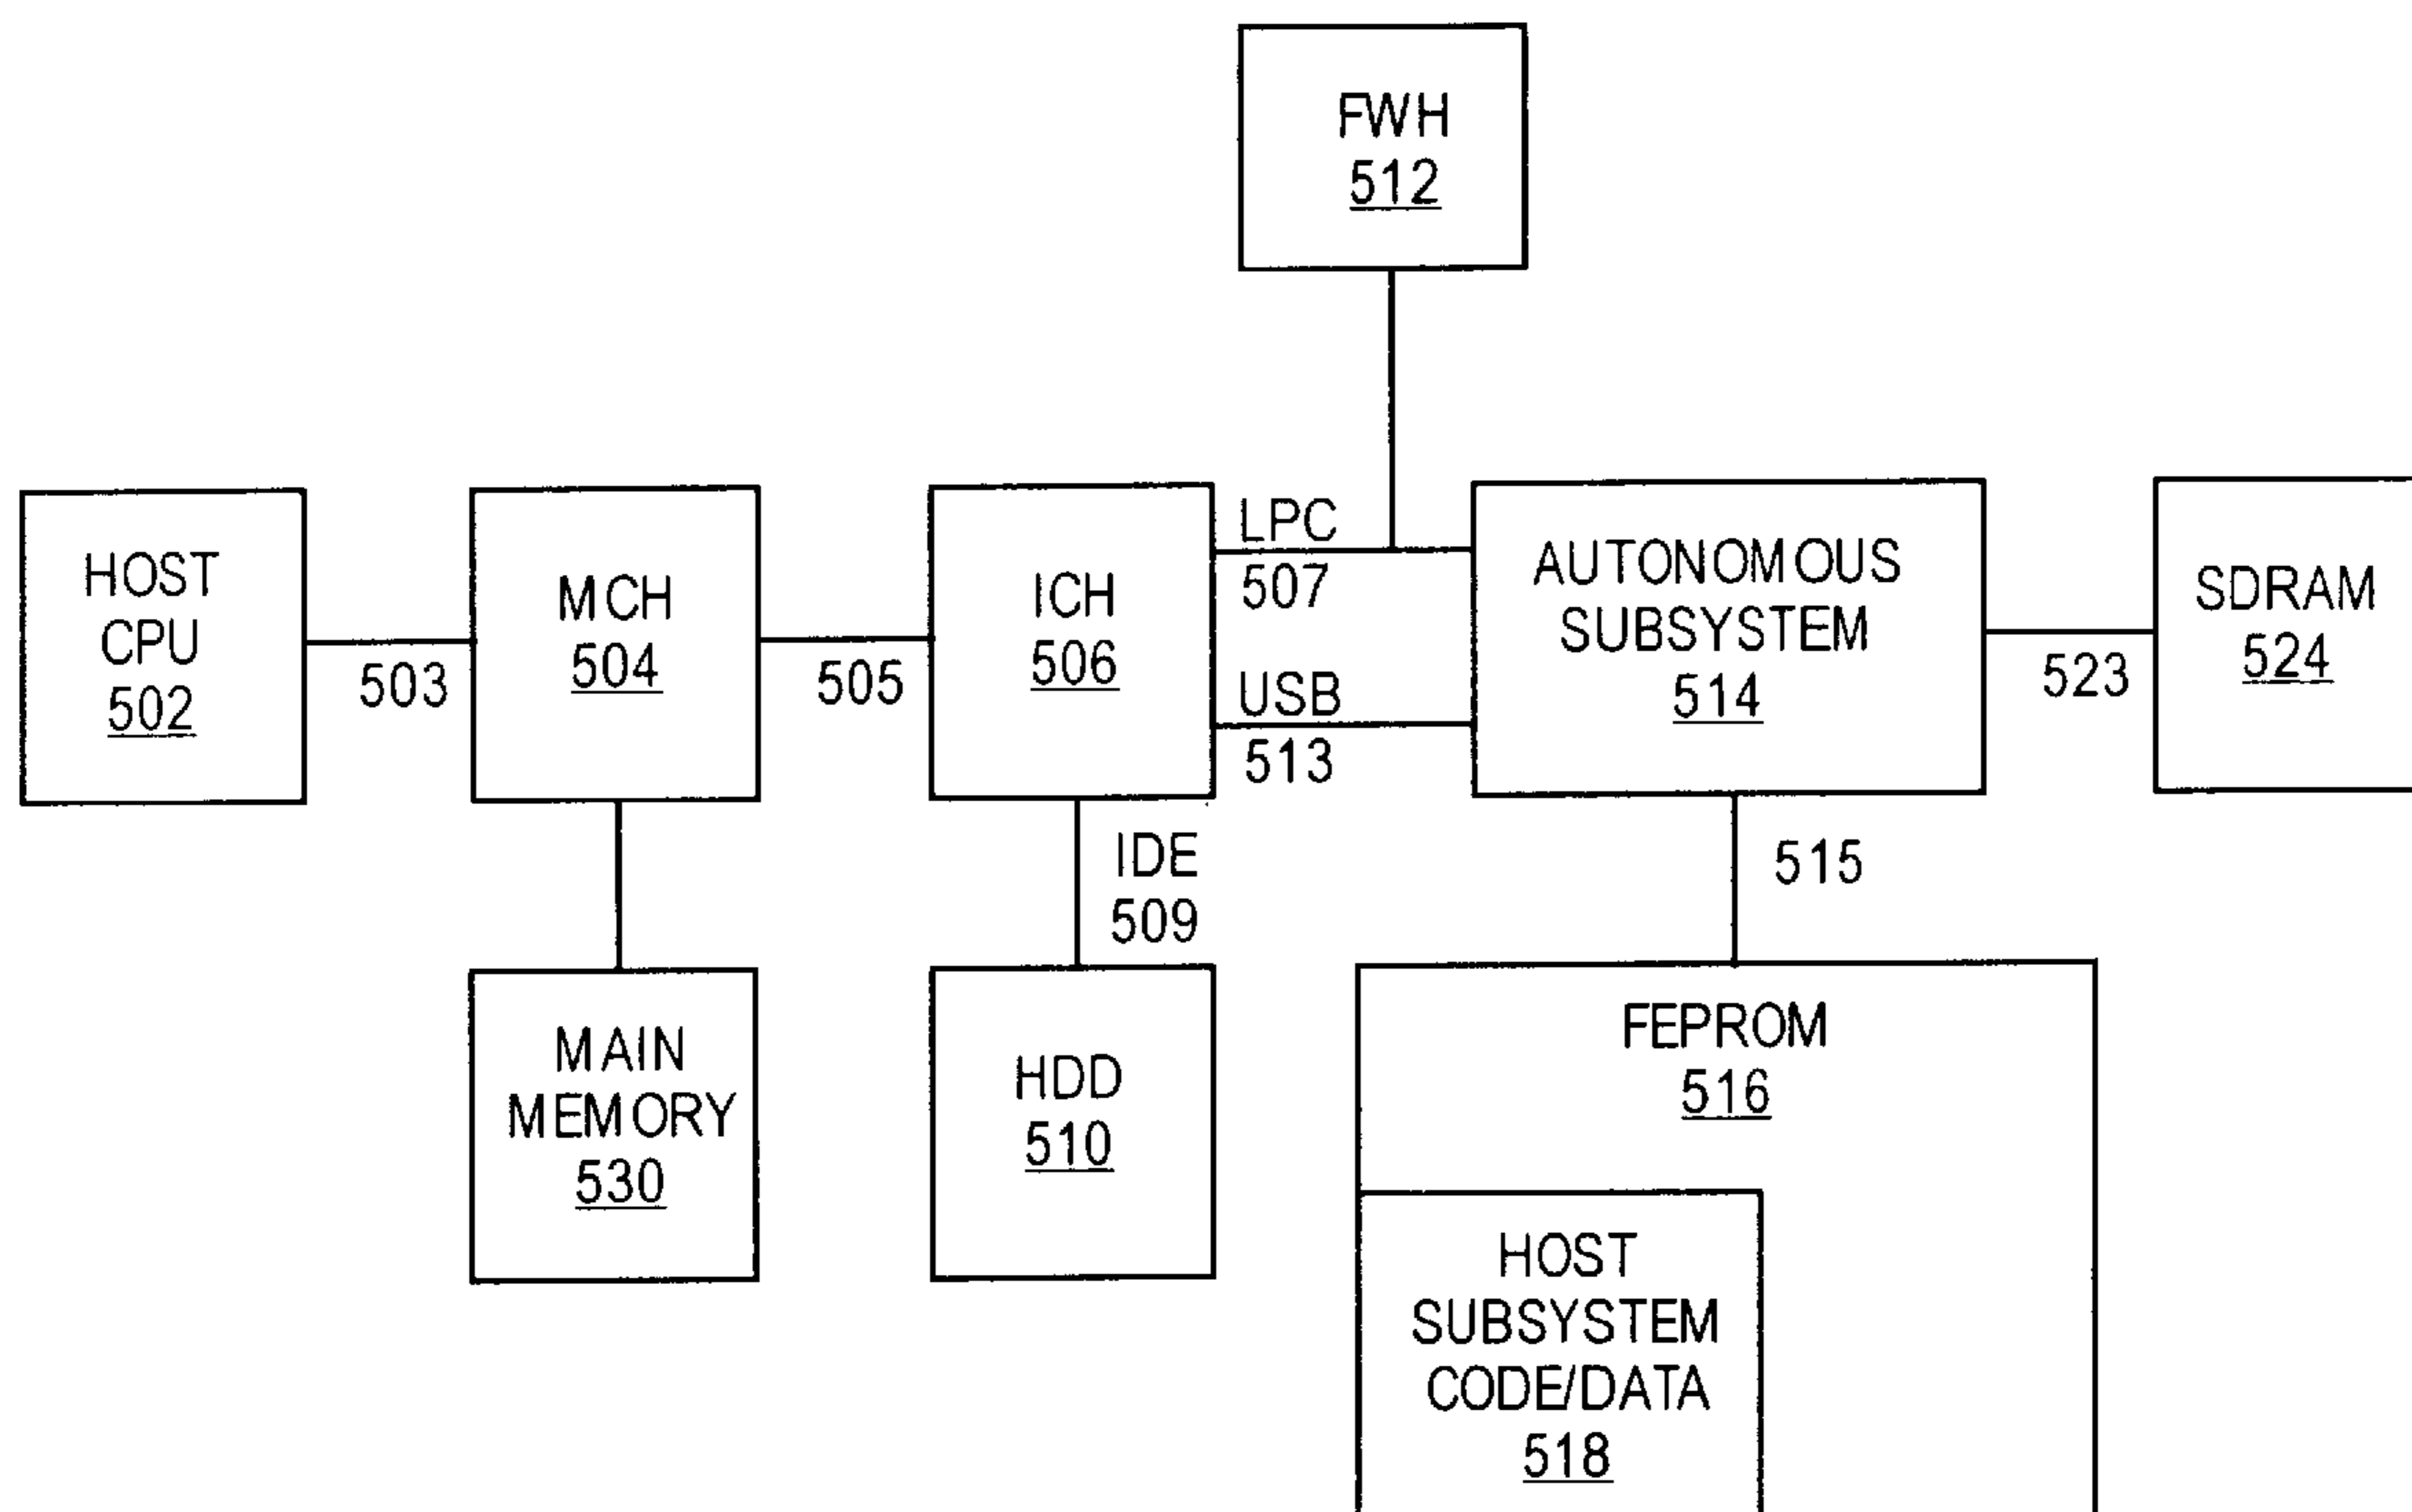 FWH
512
HOST
CPU
502
503
MCH
504
505
ICH
506
LPC
507
USB
513
AUTONOMOUS
SUBSYSTEM
514
523
SDRAM
524
515
IDE
509
MAIN
MEMORY
530
HDD
510
FEPROM
516
HOST
SUBSYSTEM
CODE/DATA
518